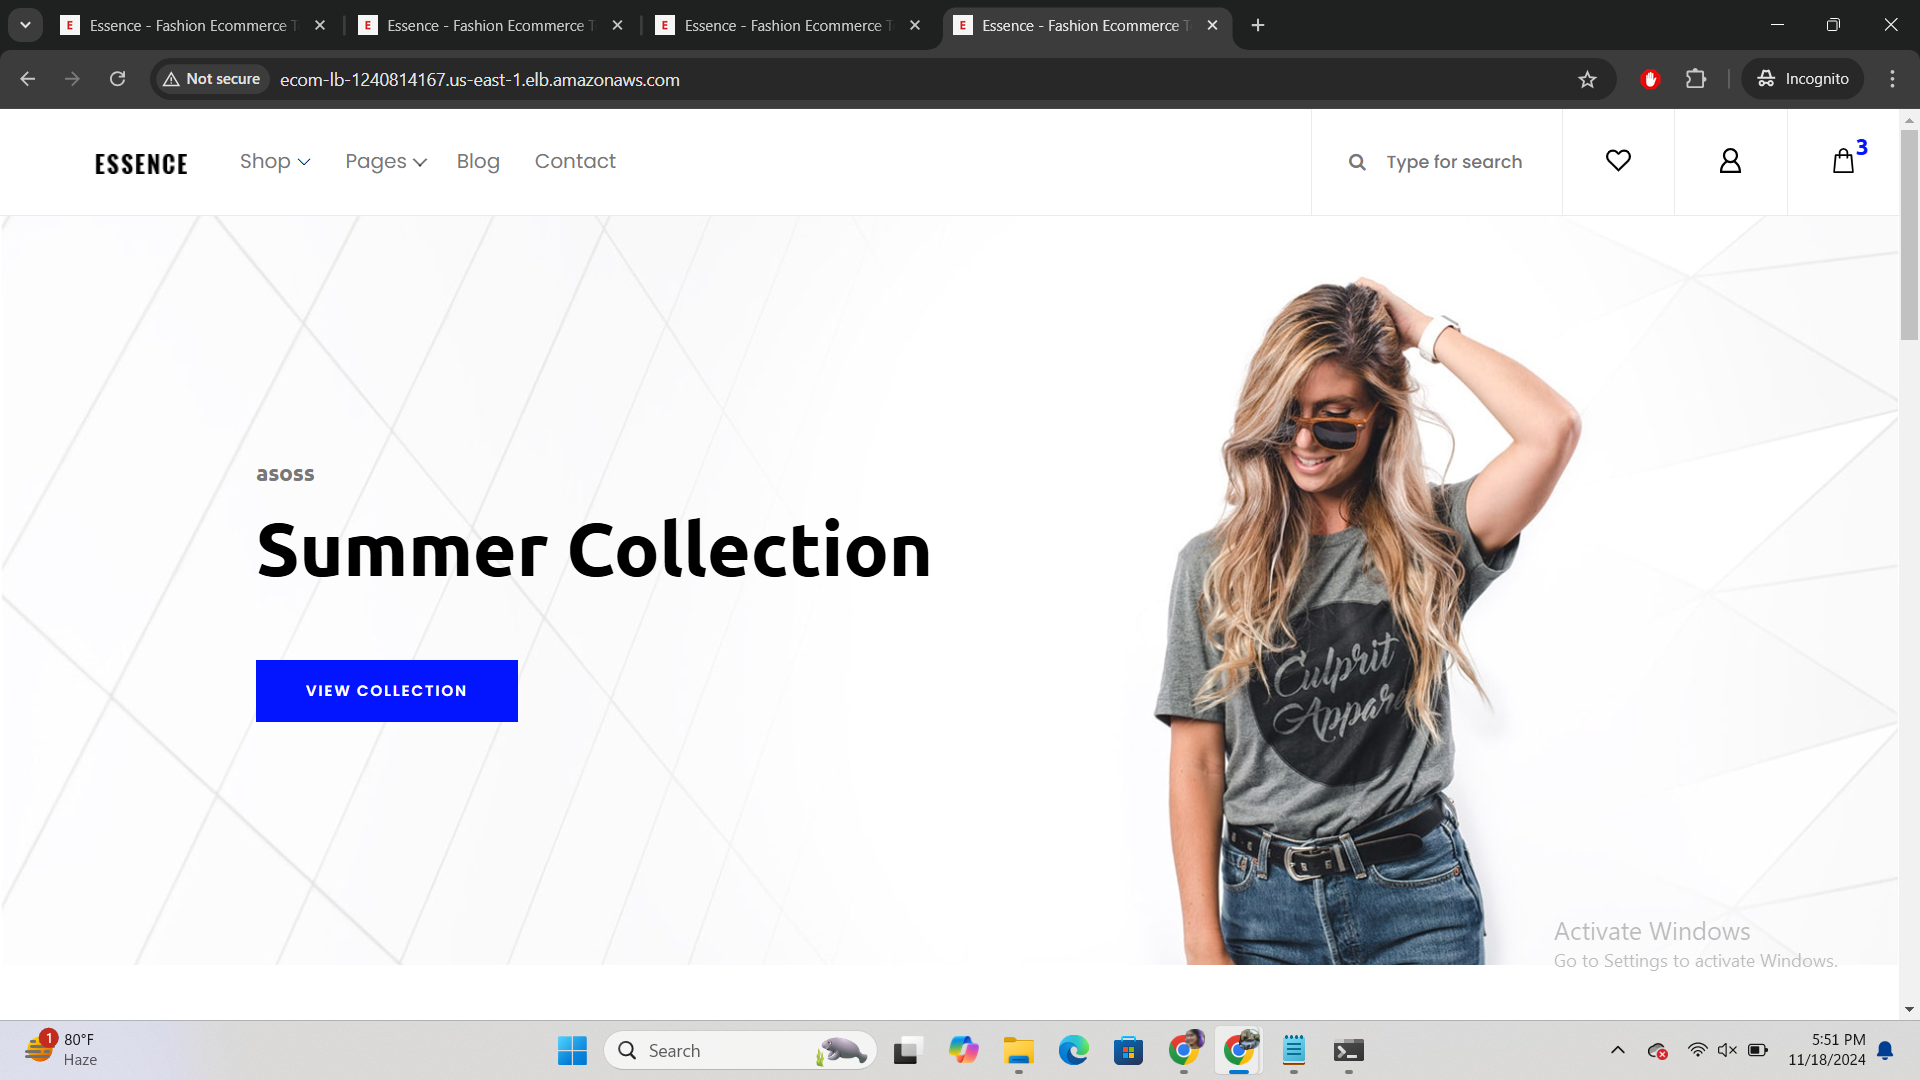 Essence - Fashion Ecommerce T
Essence - Fashion Ecommerce T
Essence - Fashion Ecommerce T
Essence - Fashion Ecommerce T
Not secure
ecom-lb-1240814167.us-east-1.elb.amazonaws.com
Incognito
ESSENCE
Shop
Pages
Blog
Contact
Type for search
3
asoss
Summer Collection
VIEW COLLECTION
Culprit
Appare
Activate Windows
Go to Settings to activate Windows.
1
80°F
Haze
Search
5:51 PM
11/18/2024